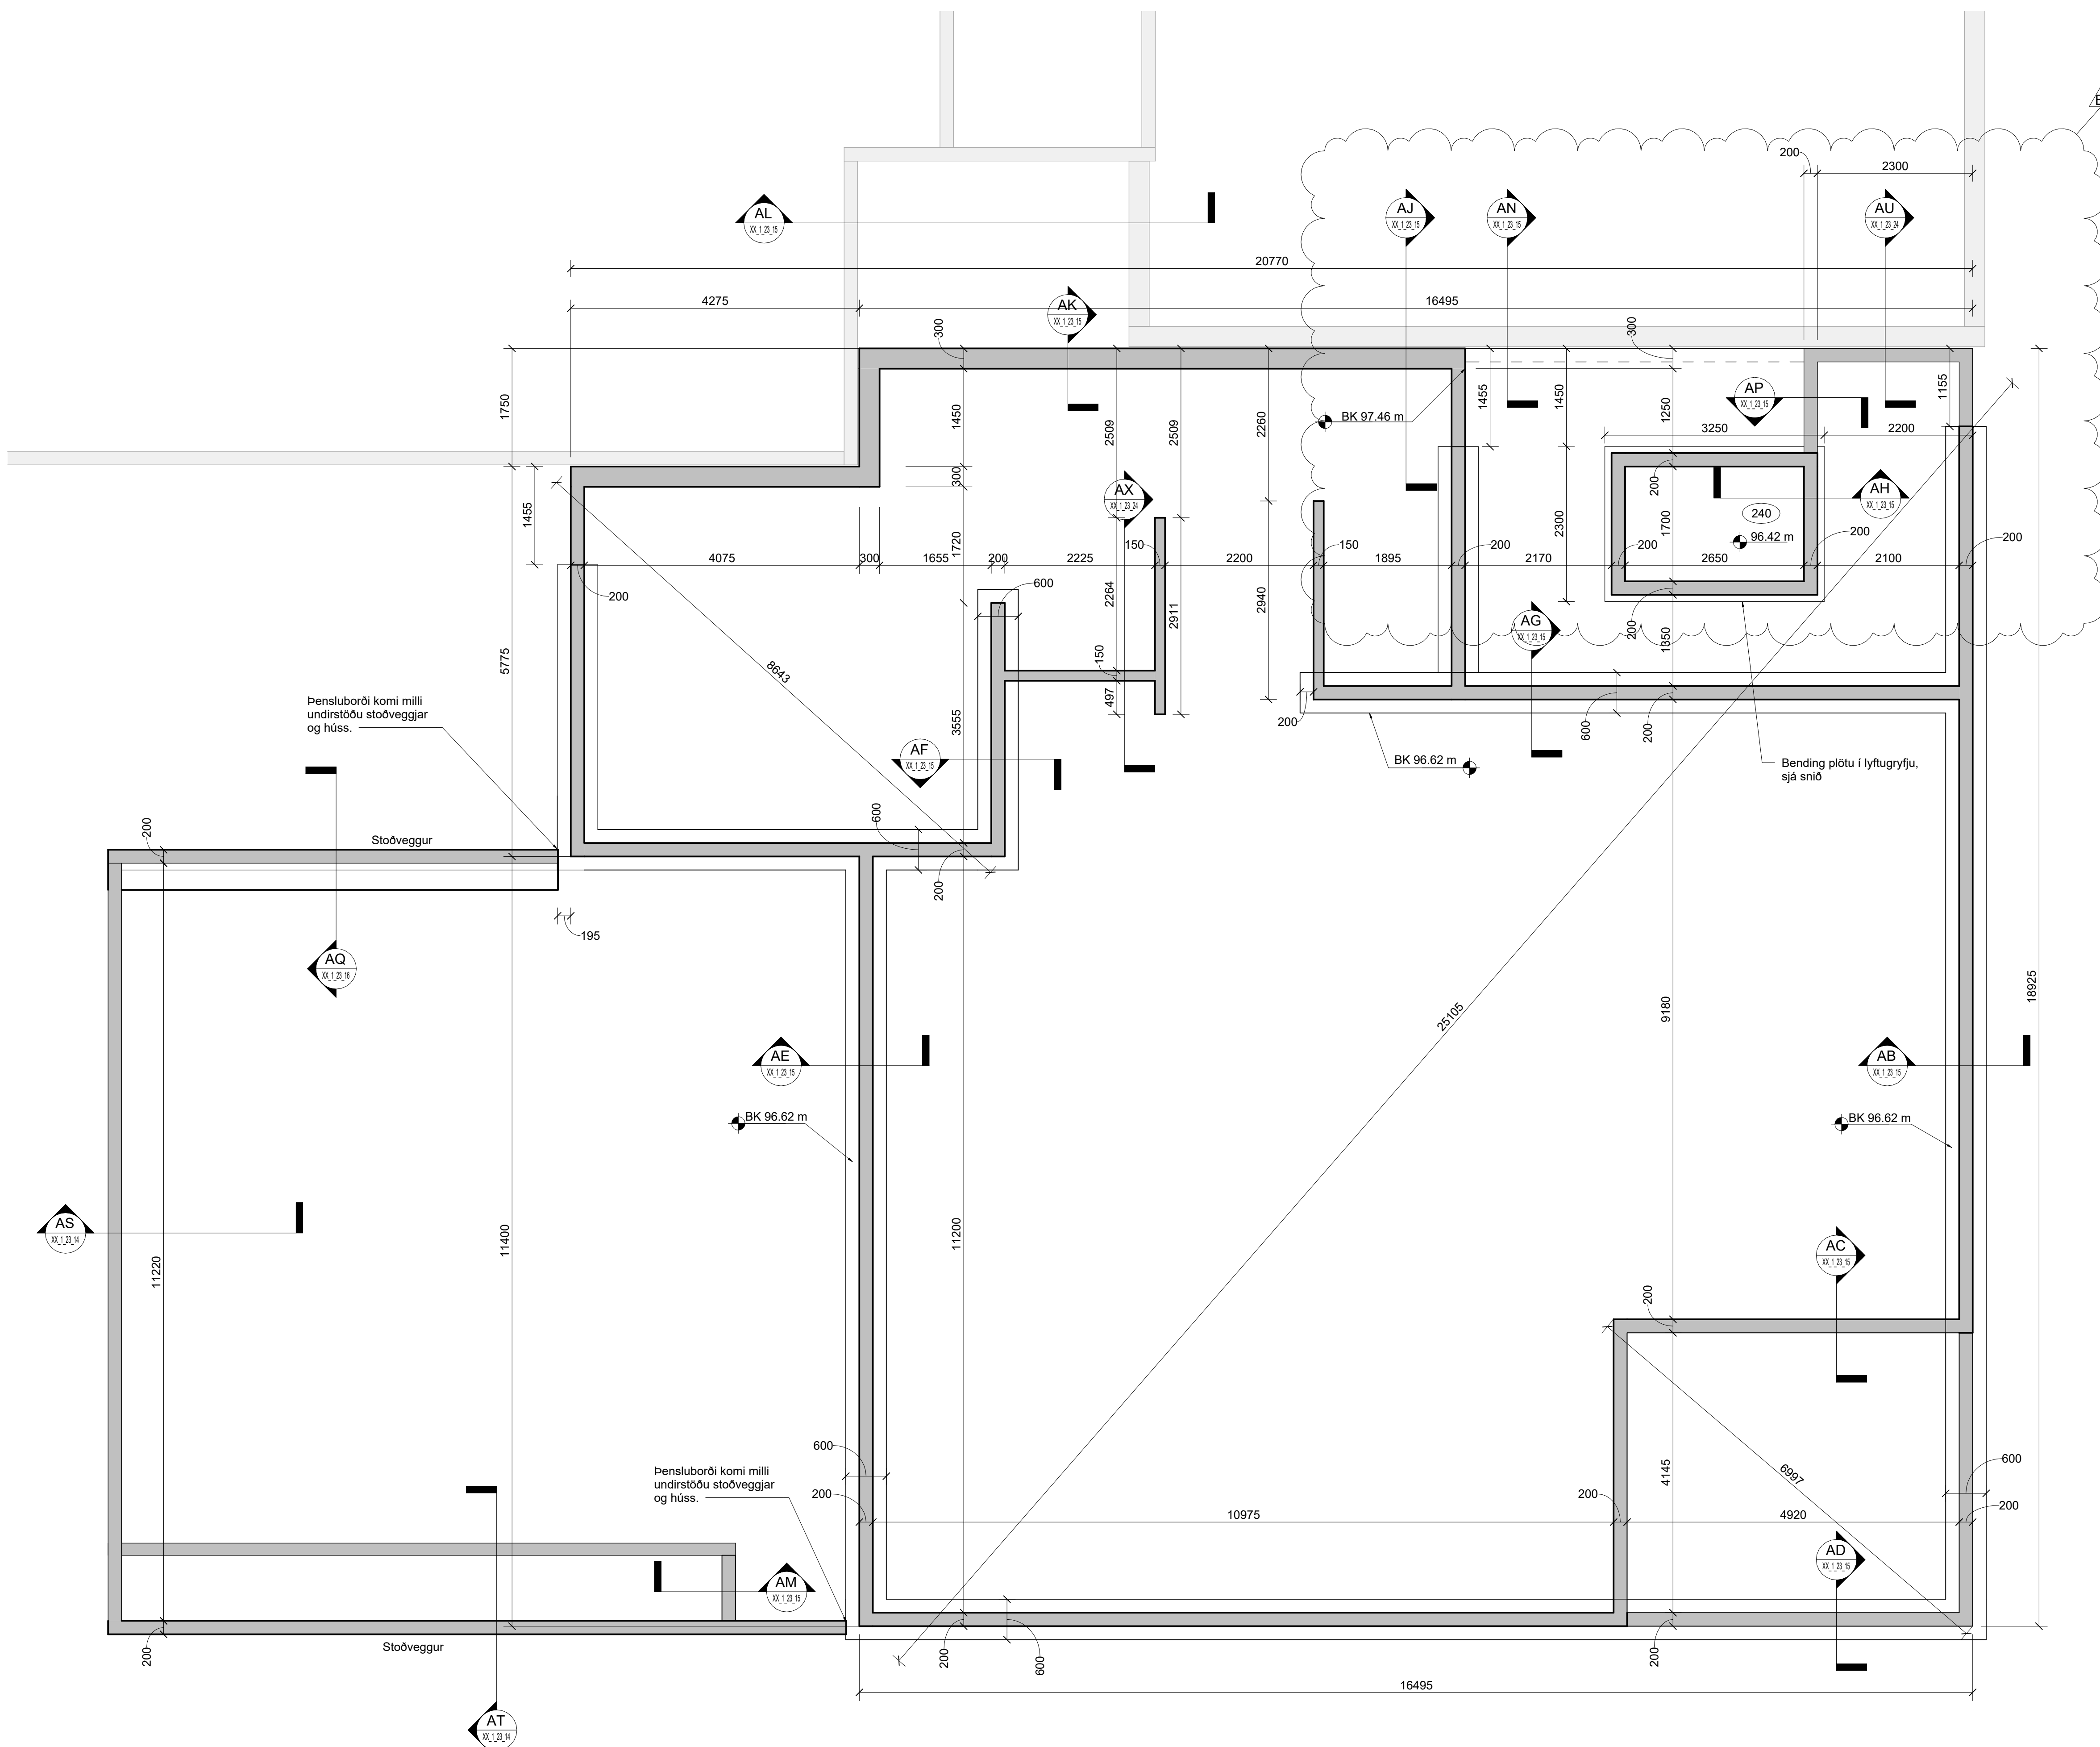 E
200
2300
AL
XX_1_23_15
AJ
XX_1_23_15
AN
XX_1_23_15
AU
XX_1_23_24
20770
4275
16495
AK
XX_1_23_15
300
300
1750
1450
2509
2509
2260
1455
1450
1250
1155
AP
XX_1_23_15
BK 97.46 m
3250
2200
300
1455
AX
XX_1_23_24
200
AH
XX_1_23_15
240
1720
2300
1700
96.42 m
4075
300
1655
200
2225
150
2200
150
1895
200
2170
200
2650
200
2100
200
200
600
2264
2911
2940
AG
XX_1_23_15
200
1350
5775
8643
150
497
Þensluborði komi milli
undirstöðu stoðveggjar
og húss.
3555
200
600
200
AF
XX_1_23_15
BK 96.62 m
Bending plötu í lyftugryfju,
sjá snið
600
200
Stoðveggur
200
195
AQ
XX_1_23_16
18925
9180
25105
AE
XX_1_23_15
AB
XX_1_23_15
BK 96.62 m
BK 96.62 m
AS
XX_1_23_14
11220
11400
11200
AC
XX_1_23_15
200
600
Þensluborði komi milli
undirstöðu stoðveggjar
og húss.
200
10975
200
4145
4920
6997
600
200
AD
XX_1_23_15
AM
XX_1_23_15
200
Stoðveggur
200
600
200
16495
AT
XX_1_23_14